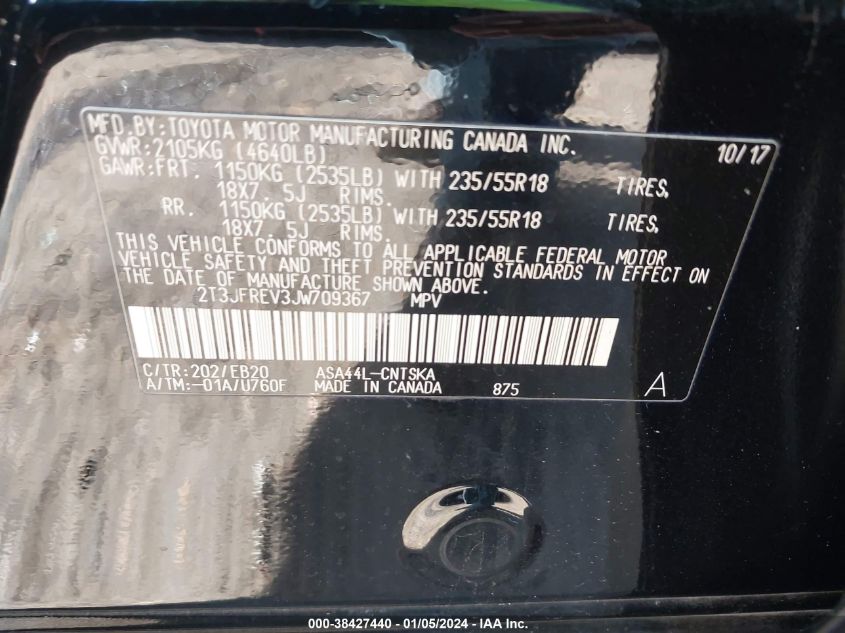 MFD.BY:TOYOTA MOTOR MANUFACTURING CANADA INC. 10/17
GVWR:2105KG (4640LB)
GAWR:FRT. 1150KG (2535LB) WITH 235/55R18 TIRES,
18X7. 5J RIMS.
RR. 1150KG (2535LB) WITH 235/55R18 TIRES,
18X7. 5J RIMS.
THIS VEHICLE CONFORMS TO ALL APPLICABLE FEDERAL MOTOR
VEHICLE SAFETY AND THEFT PREVENTION STANDARDS IN EFFECT ON
THE DATE OF MANUFACTURE SHOWN ABOVE.
2T3JFREV3JW709367 MPV
C/TR:202/EB20 ASA44L-CNTSKA
A/TM:-01A/U760F MADE IN CANADA 875 A
000-38427440 - 01/05/2024 - IAA Inc.